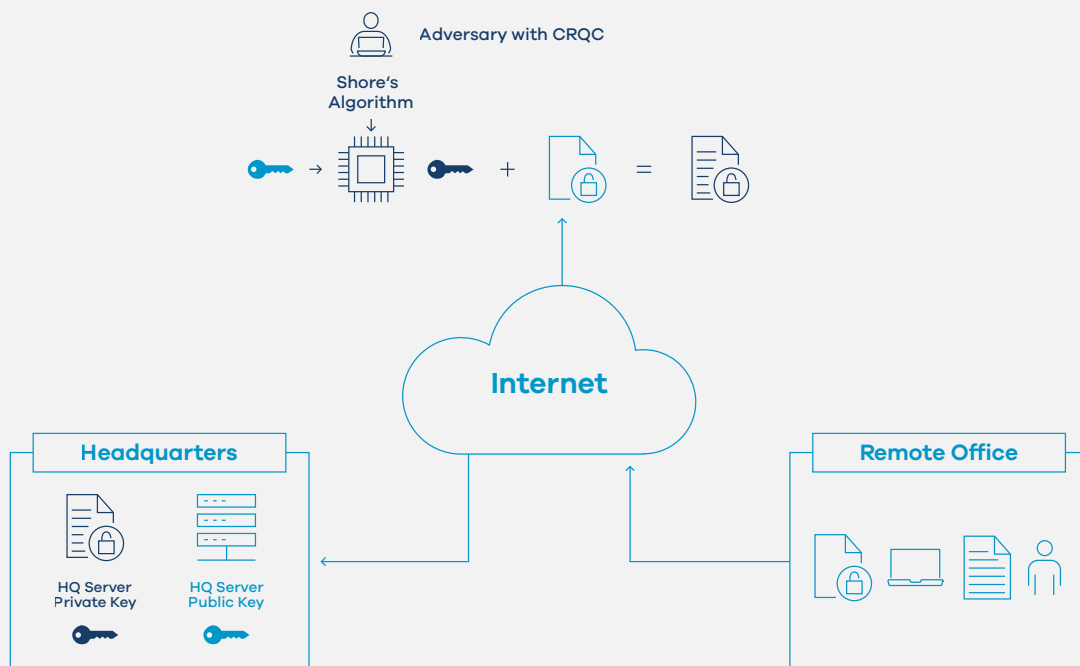 Adversary with CRQC
Shore‘s
Algorithm
Internet
Headquarters
Remote Office
HQ Server
Private Key
HQ Server
Public Key